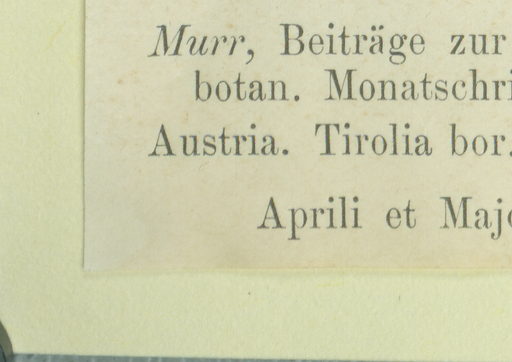 Murr, Beiträge zur
botan. Monatschri
Austria. Tirolia bor.
Aprili et Maj